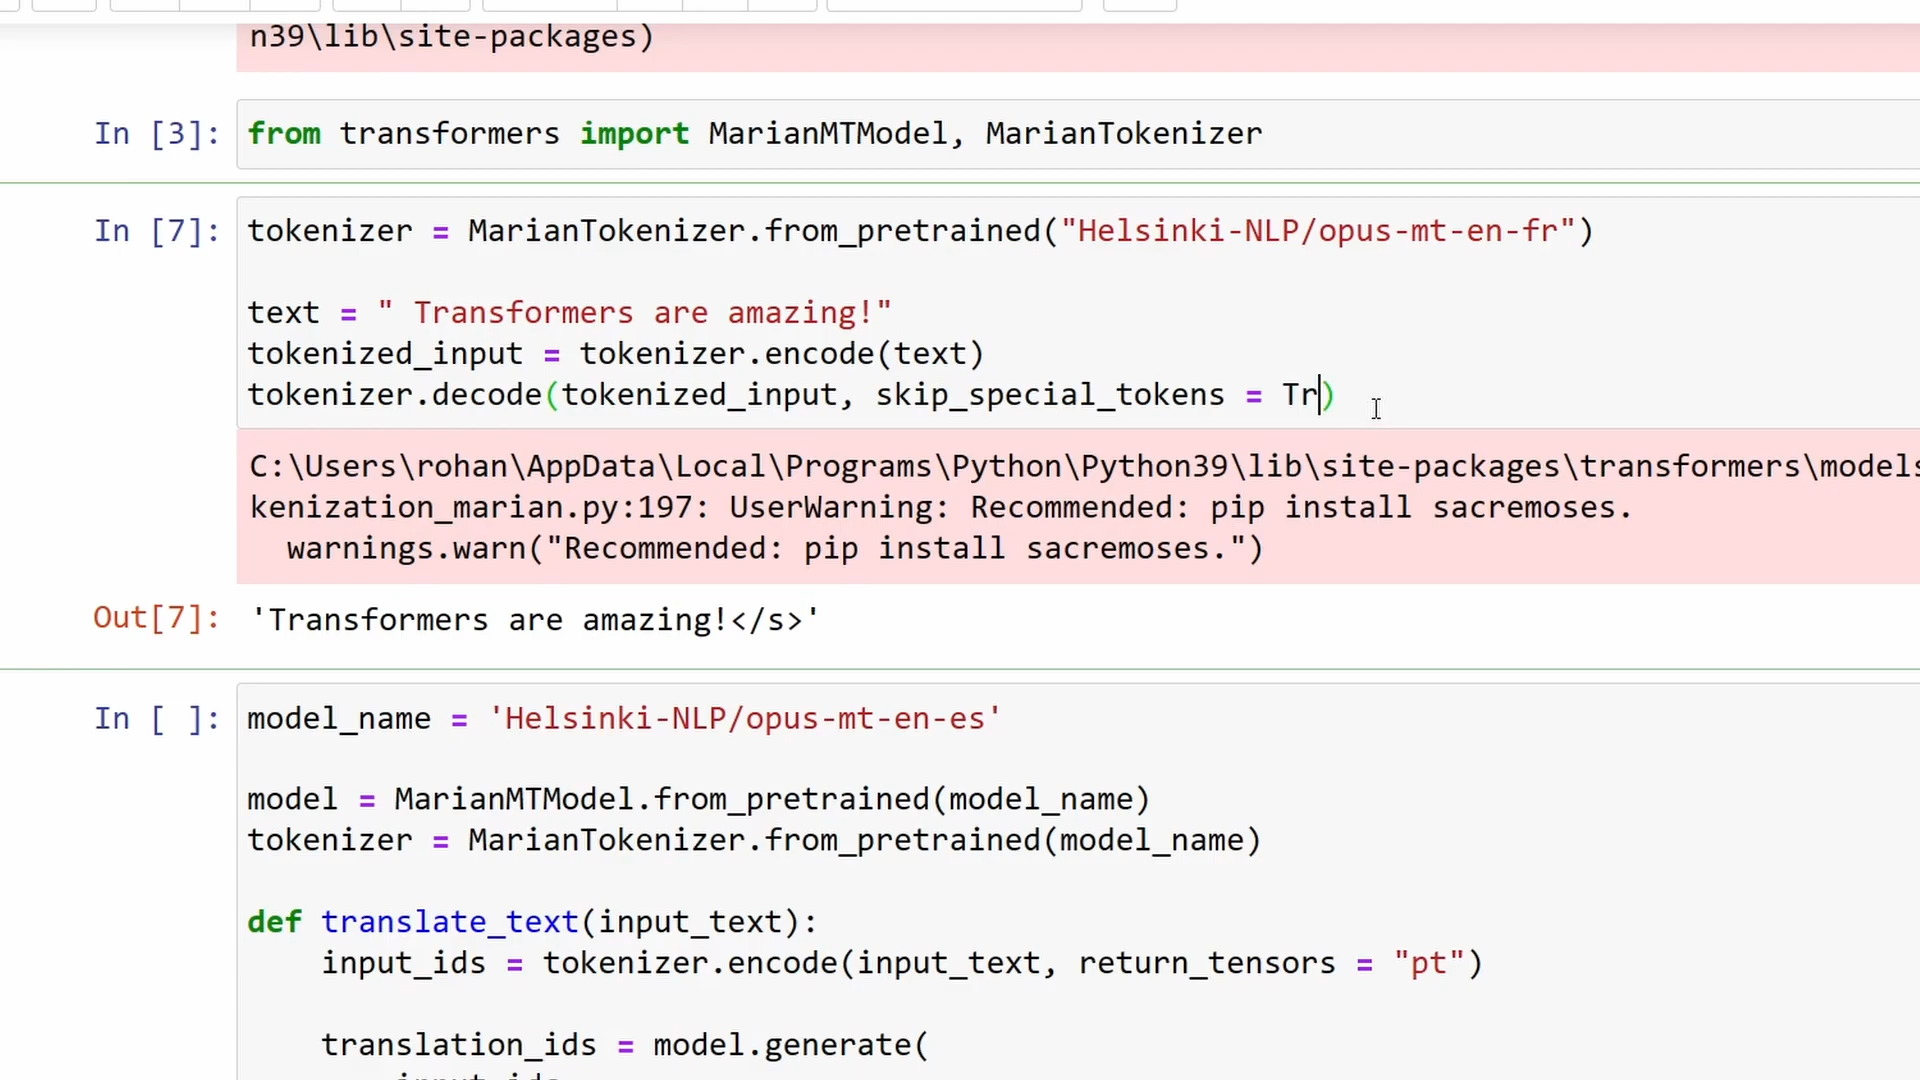 n39\lib\site-packages)
In [3]: from transformers import MarianMTModel, MarianTokenizer
In [7]: tokenizer = MarianTokenizer.from_pretrained("Helsinki-NLP/opus-mt-en-fr")
text = " Transformers are amazing!"
tokenized_input = tokenizer.encode(text)
tokenizer.decode(tokenized_input, skip_special_tokens = Tr)
C:\Users\rohan\AppData\Local\Programs\Python\Python39\lib\site-packages\transformers\models
kenization_marian.py:197: UserWarning: Recommended: pip install sacremoses.
warnings.warn("Recommended: pip install sacremoses.")
Out[7]: 'Transformers are amazing!</s>'
In [ ]: model_name = 'Helsinki-NLP/opus-mt-en-es'
model = MarianMTModel.from_pretrained(model_name)
tokenizer = MarianTokenizer.from_pretrained(model_name)
def translate_text(input_text):
input_ids = tokenizer.encode(input_text, return_tensors = "pt")
translation_ids = model.generate(